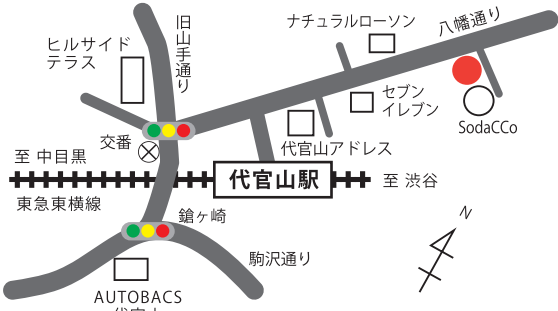 旧山手通り
ナチュラルローソン
八幡通り
ヒルサイド
テラス
セブン
イレブン
SodaCCo
交番
代官山アドレス
至 中目黒
代官山駅
至 渋谷
東急東横線
鎗ヶ崎
N
駒沢通り
AUTOBACS